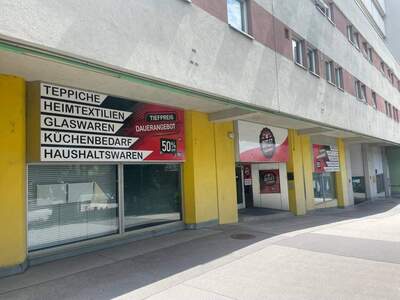 TEPPICHE
HEIMTEXTILIEN
GLASWAREN
KÜCHENBEDARF
HAUSHALTSWAREN
TIEFPREIS
DAUERANGEBOT
50%